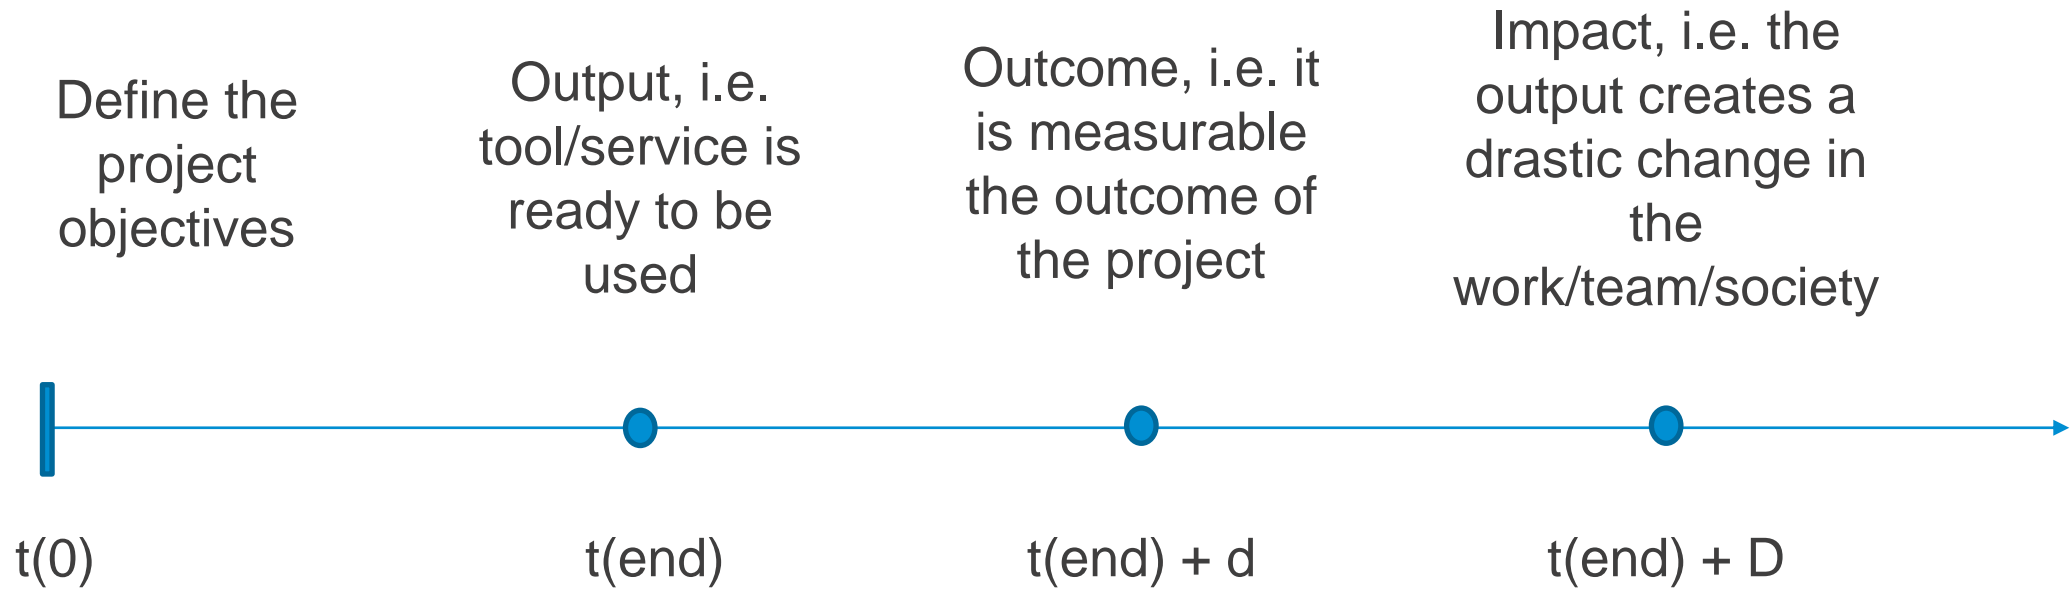 Define the
project
objectives
Output, i.e.
tool/service is
ready to be
used
Outcome, i.e. it
is measurable
the outcome of
the project
Impact, i.e. the
output creates a
drastic change in
the
work/team/society
t(0)
t(end)
t(end) + d
t(end) + D